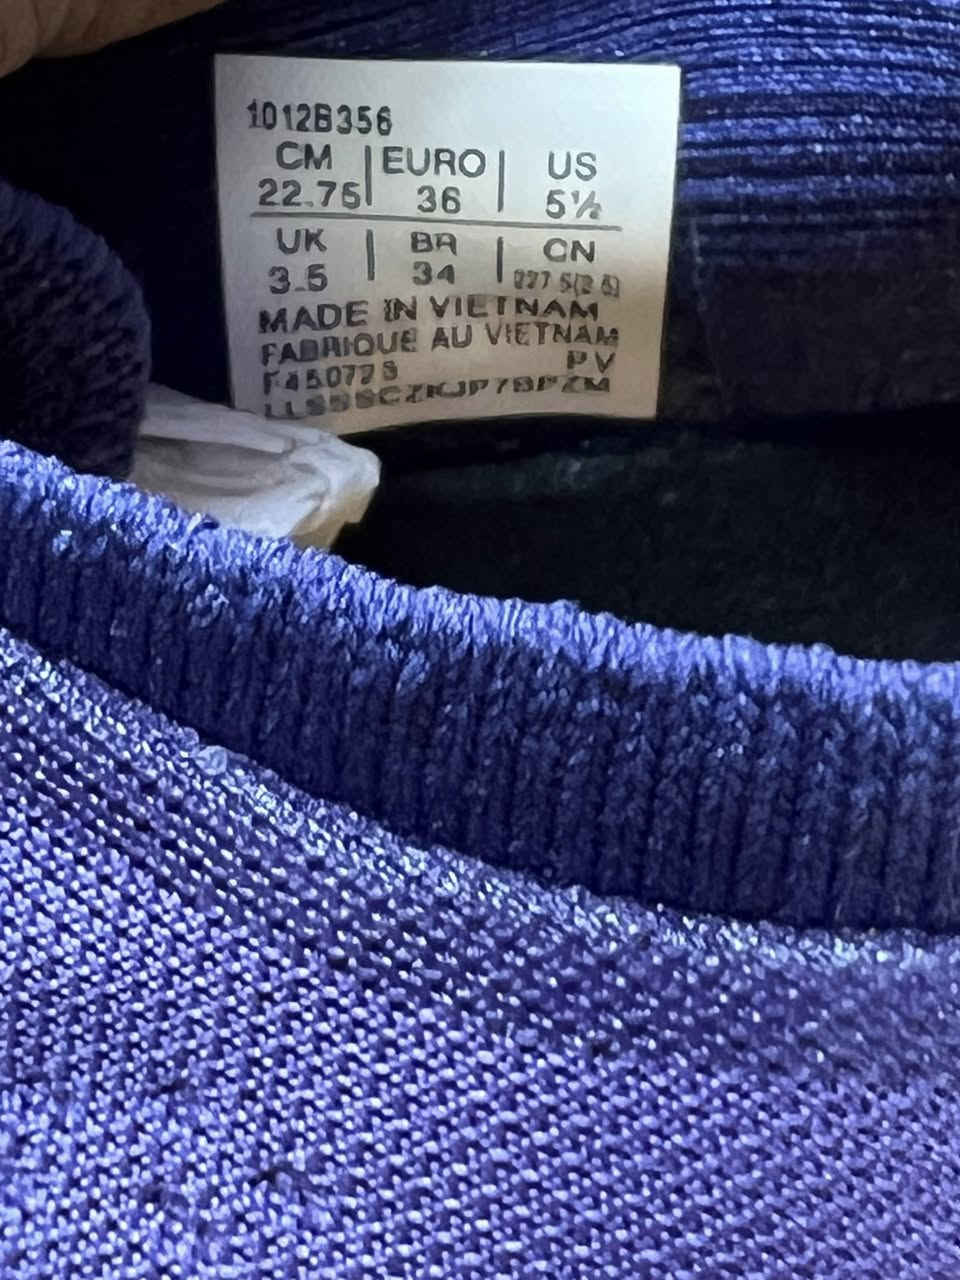 1012B356
CM | EURO | US
22.75 | 36 | 5½
UK | BR | CN
3.5 | 34 |
MADE IN VIETNAM
FABRIQUE AU VIETNAM
PV